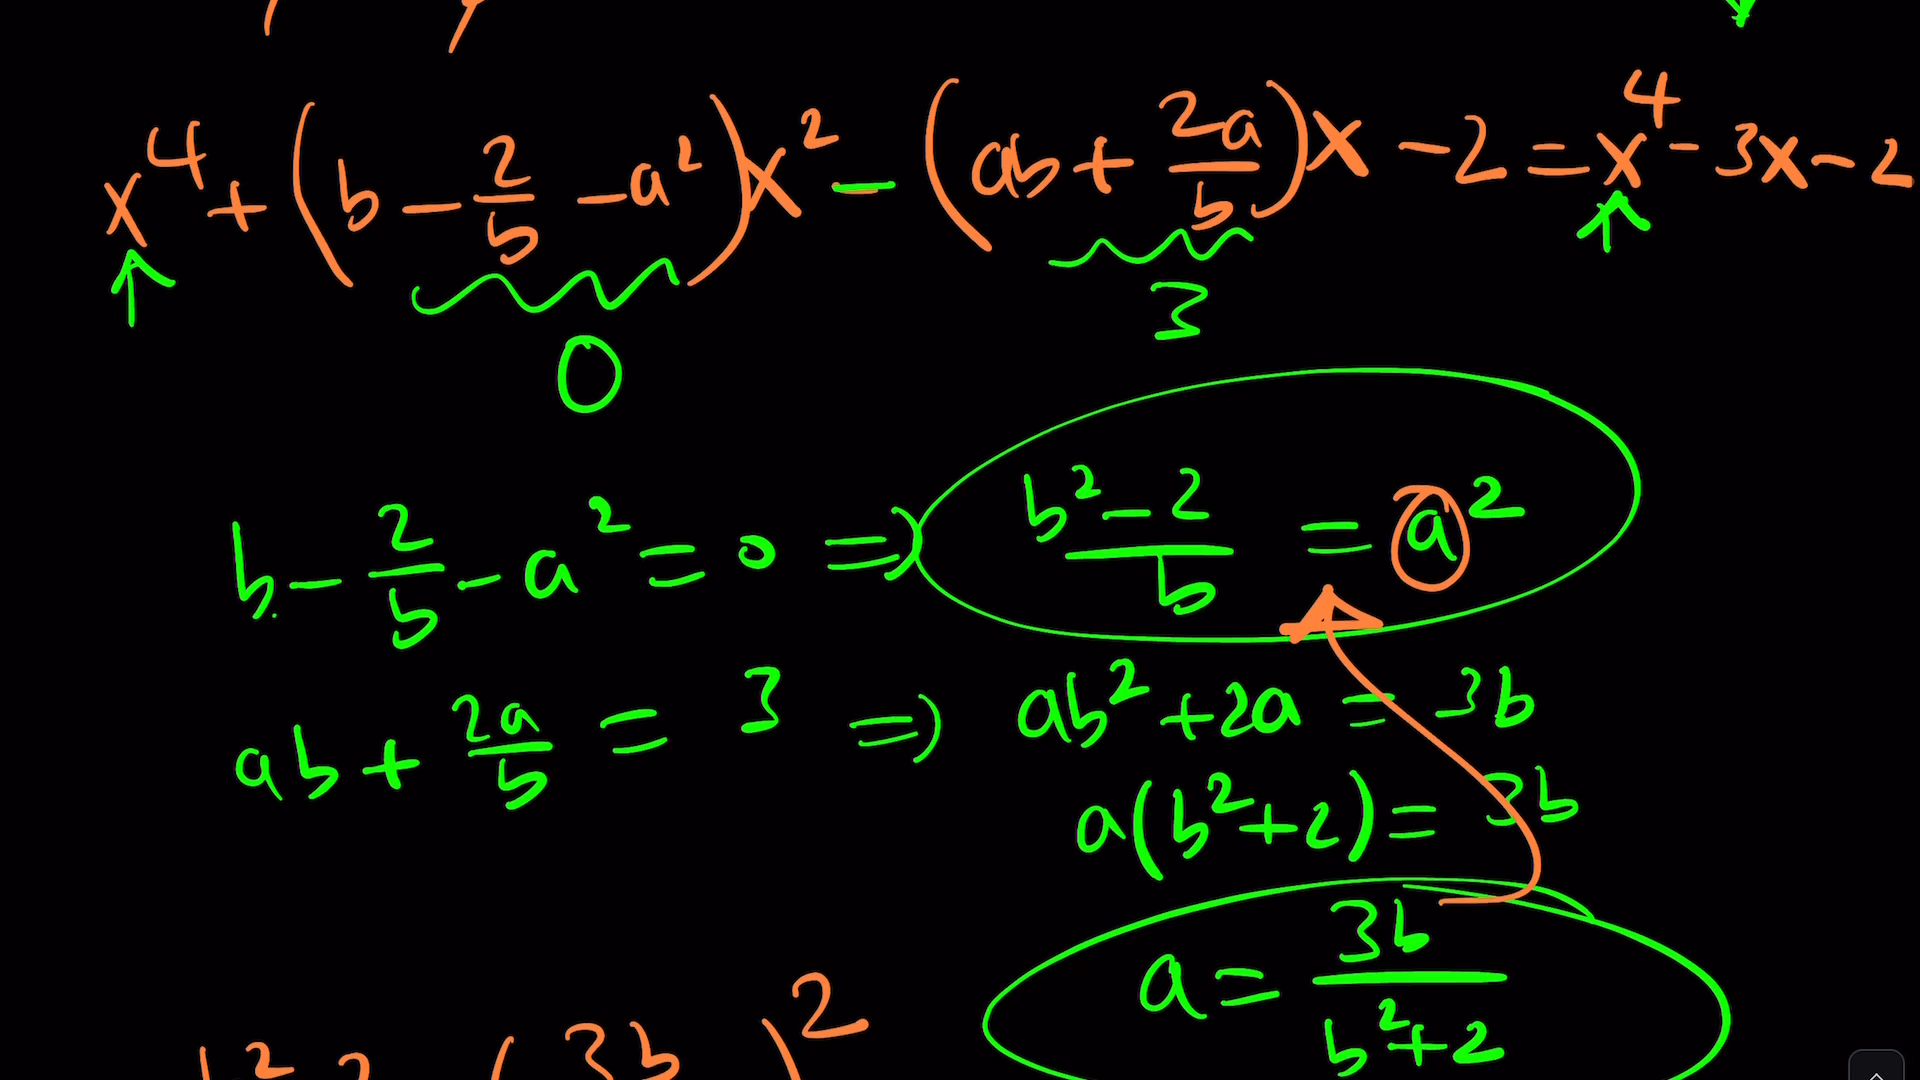 x⁴ + (b - 2/b - a²)x² - (ab + 2a/b)x - 2 = x⁴ - 3x - 2
0
3
b - 2/b - a² = 0 ⇒ (b² - 2)/b = a²
ab + 2a/b = 3 ⇒ ab² + 2a = 3b
a(b² + 2) = 3b
a = 3b/(b² + 2)